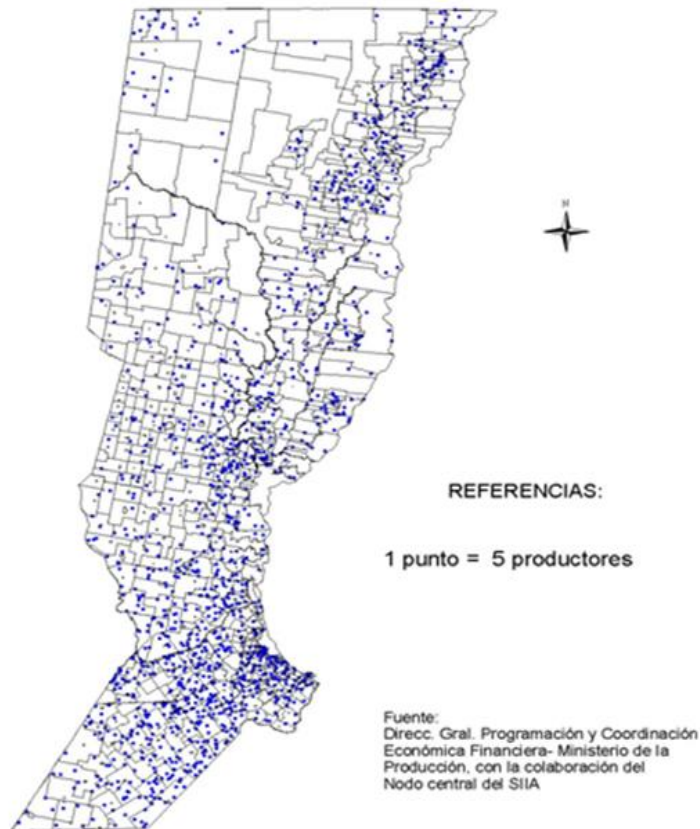 N
REFERENCIAS:
1 punto = 5 productores
Fuente:
Direcc. Gral. Programación y Coordinación
Económica Financiera- Ministerio de la
Producción, con la colaboración del
Nodo central del SIIA